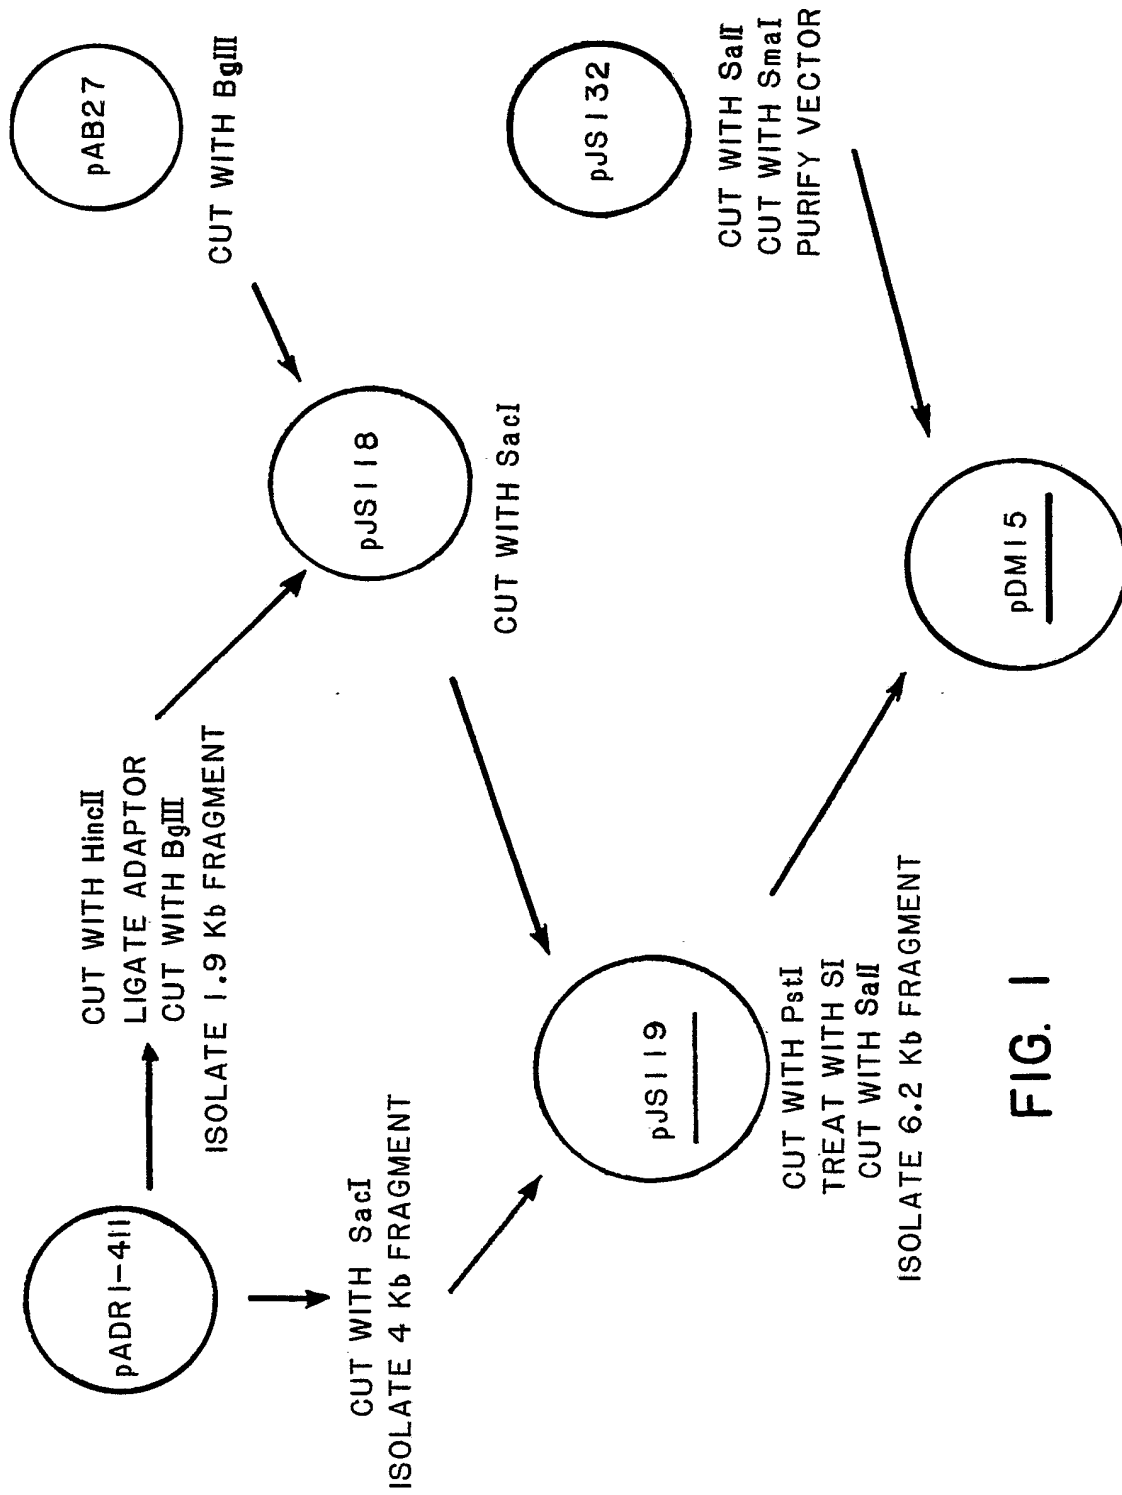 pADR1-411
CUT WITH HincII
LIGATE ADAPTOR
CUT WITH BglII
ISOLATE 1.9 Kb FRAGMENT
pAB27
CUT WITH BglII
CUT WITH SacI
ISOLATE 4 Kb FRAGMENT
pJS118
CUT WITH SacI
pJS119
CUT WITH PstI
TREAT WITH S1
CUT WITH SalI
ISOLATE 6.2 Kb FRAGMENT
pJS132
CUT WITH SalI
CUT WITH SmaI
PURIFY VECTOR
pDM15
FIG. 1